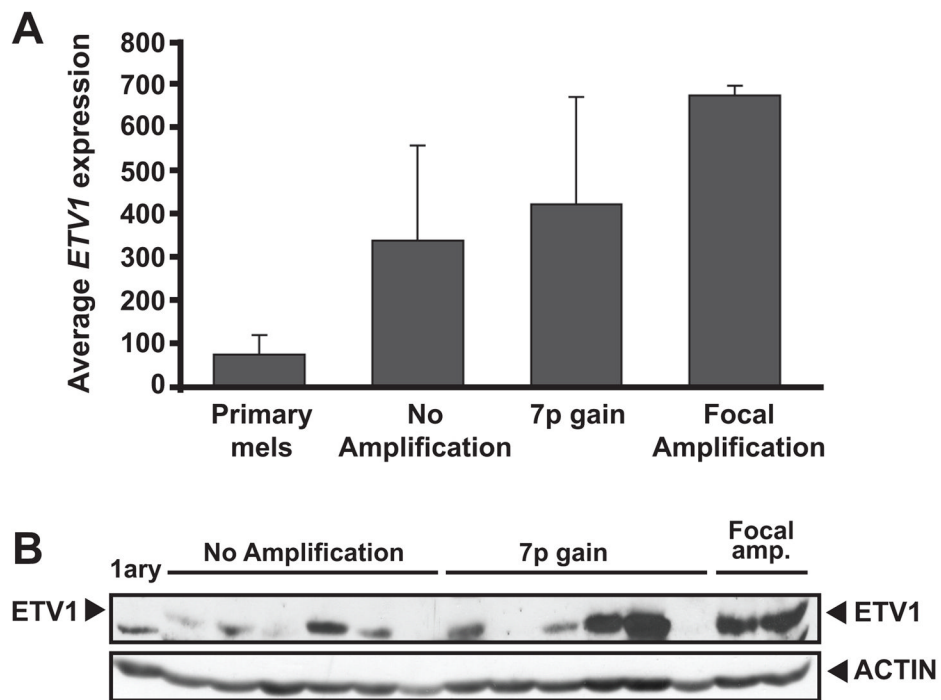 A
Average ETV1 expression
800
700
600
500
400
300
200
100
0
Primary
mels
No
Amplification
7p gain
Focal
Amplification
B
1ary
No Amplification
7p gain
Focal
amp.
ETV1
ETV1
ACTIN